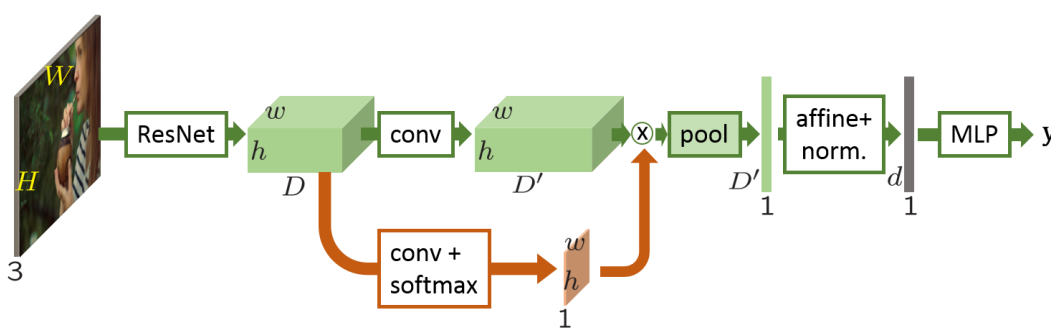 W
H
3
ResNet
w
h
D
conv
w
h
D′
x
pool
D′
1
affine+
norm.
d
1
MLP
y
conv +
softmax
w
h
1